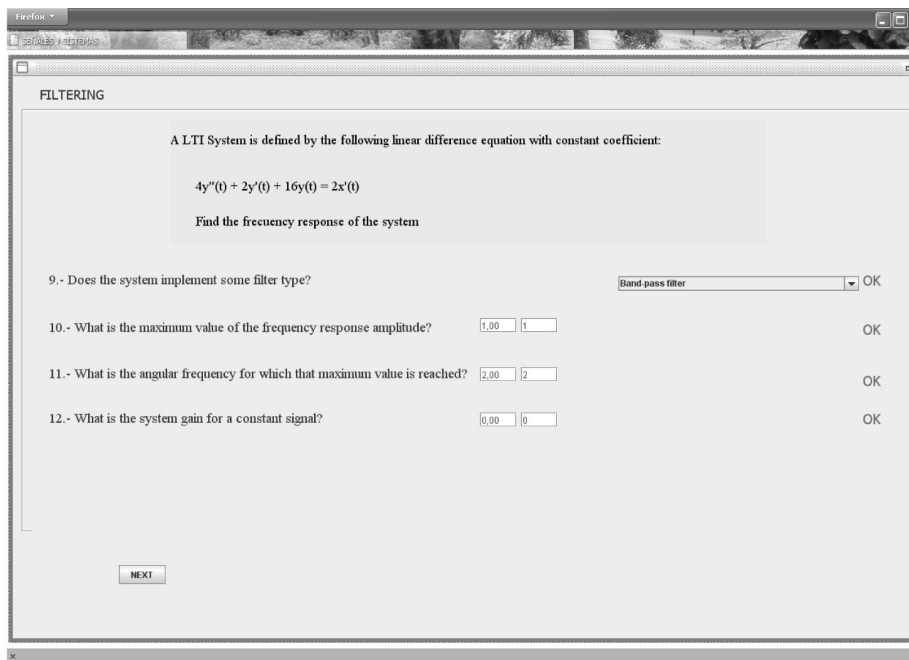 Firefox
SEÑALES Y SISTEMAS
FILTERING
A LTI System is defined by the following linear difference equation with constant coefficient:
4y''(t) + 2y'(t) + 16y(t) = 2x'(t)
Find the frecuency response of the system
9.- Does the system implement some filter type? Band-pass filter OK
10.- What is the maximum value of the frequency response amplitude? 1,00 1 OK
11.- What is the angular frequency for which that maximum value is reached? 2,00 2 OK
12.- What is the system gain for a constant signal? 0,00 0 OK
NEXT